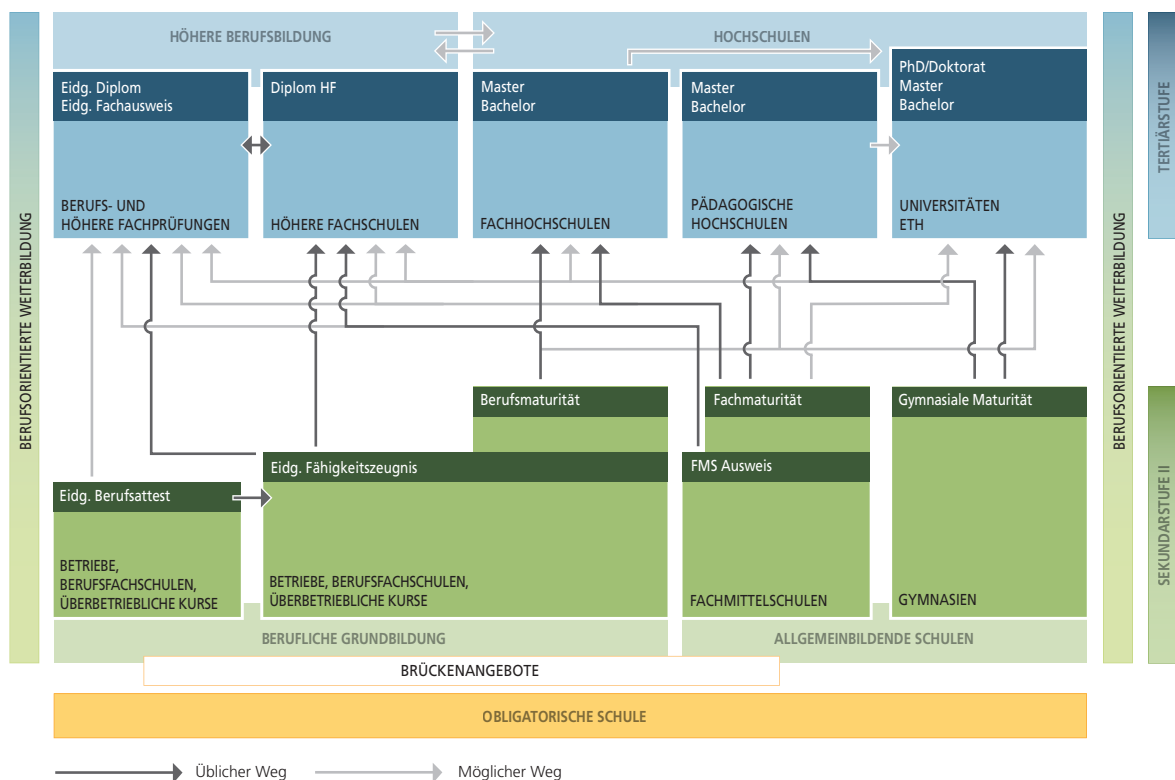 HÖHERE BERUFSBILDUNG
HOCHSCHULEN
Eidg. Diplom
Eidg. Fachausweis
BERUFS- UND
HÖHERE FACHPRÜFUNGEN
Diplom HF
HÖHERE FACHSCHULEN
Master
Bachelor
FACHHOCHSCHULEN
Master
Bachelor
PÄDAGOGISCHE
HOCHSCHULEN
PhD/Doktorat
Master
Bachelor
UNIVERSITÄTEN
ETH
BERUFSORIENTIERTE WEITERBILDUNG
BERUFSORIENTIERTE WEITERBILDUNG
TERTIÄRSTUFE
SEKUNDARSTUFE II
Berufsmaturität
Fachmaturität
Gymnasiale Maturität
Eidg. Fähigkeitszeugnis
FMS Ausweis
Eidg. Berufsattest
BETRIEBE,
BERUFSFACHSCHULEN,
ÜBERBETRIEBLICHE KURSE
BETRIEBE, BERUFSFACHSCHULEN,
ÜBERBETRIEBLICHE KURSE
FACHMITTELSCHULEN
GYMNASIEN
BERUFLICHE GRUNDBILDUNG
ALLGEMEINBILDENDE SCHULEN
BRÜCKENANGEBOTE
OBLIGATORISCHE SCHULE
Üblicher Weg
Möglicher Weg